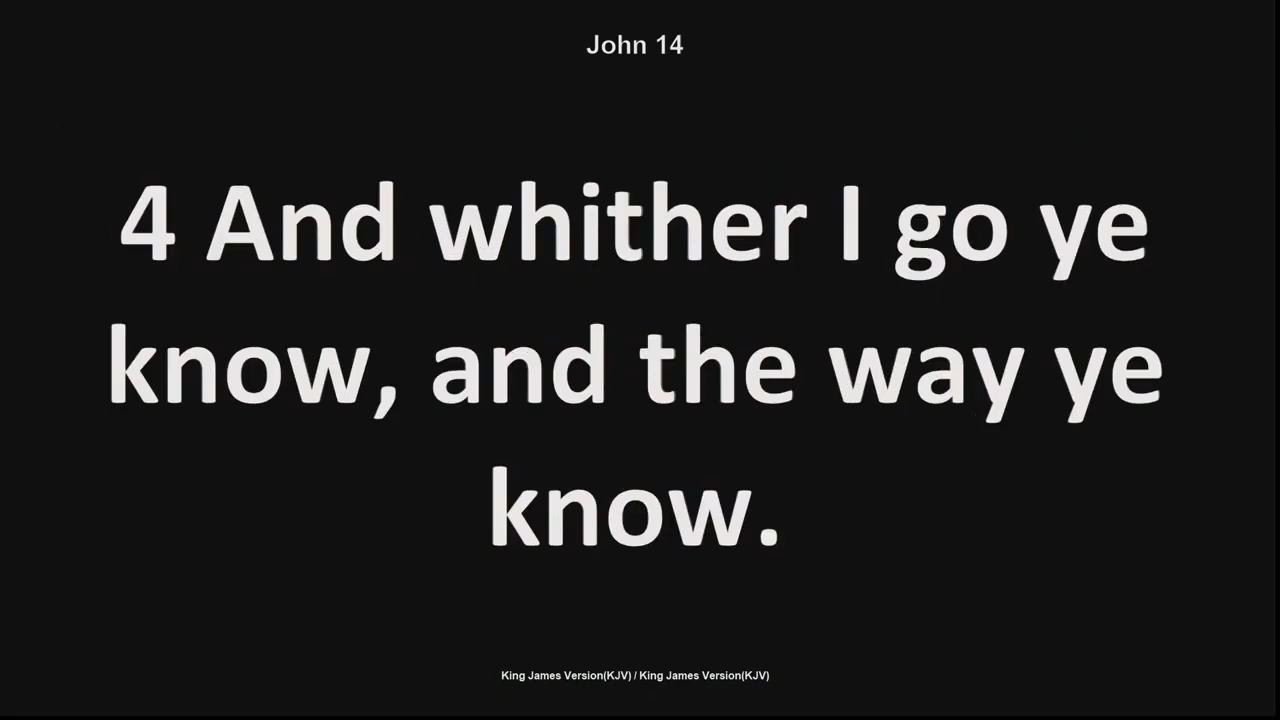 John 14
4 And whither I go ye
know, and the way ye
know.
King James Version(KJV) / King James Version(KJV)